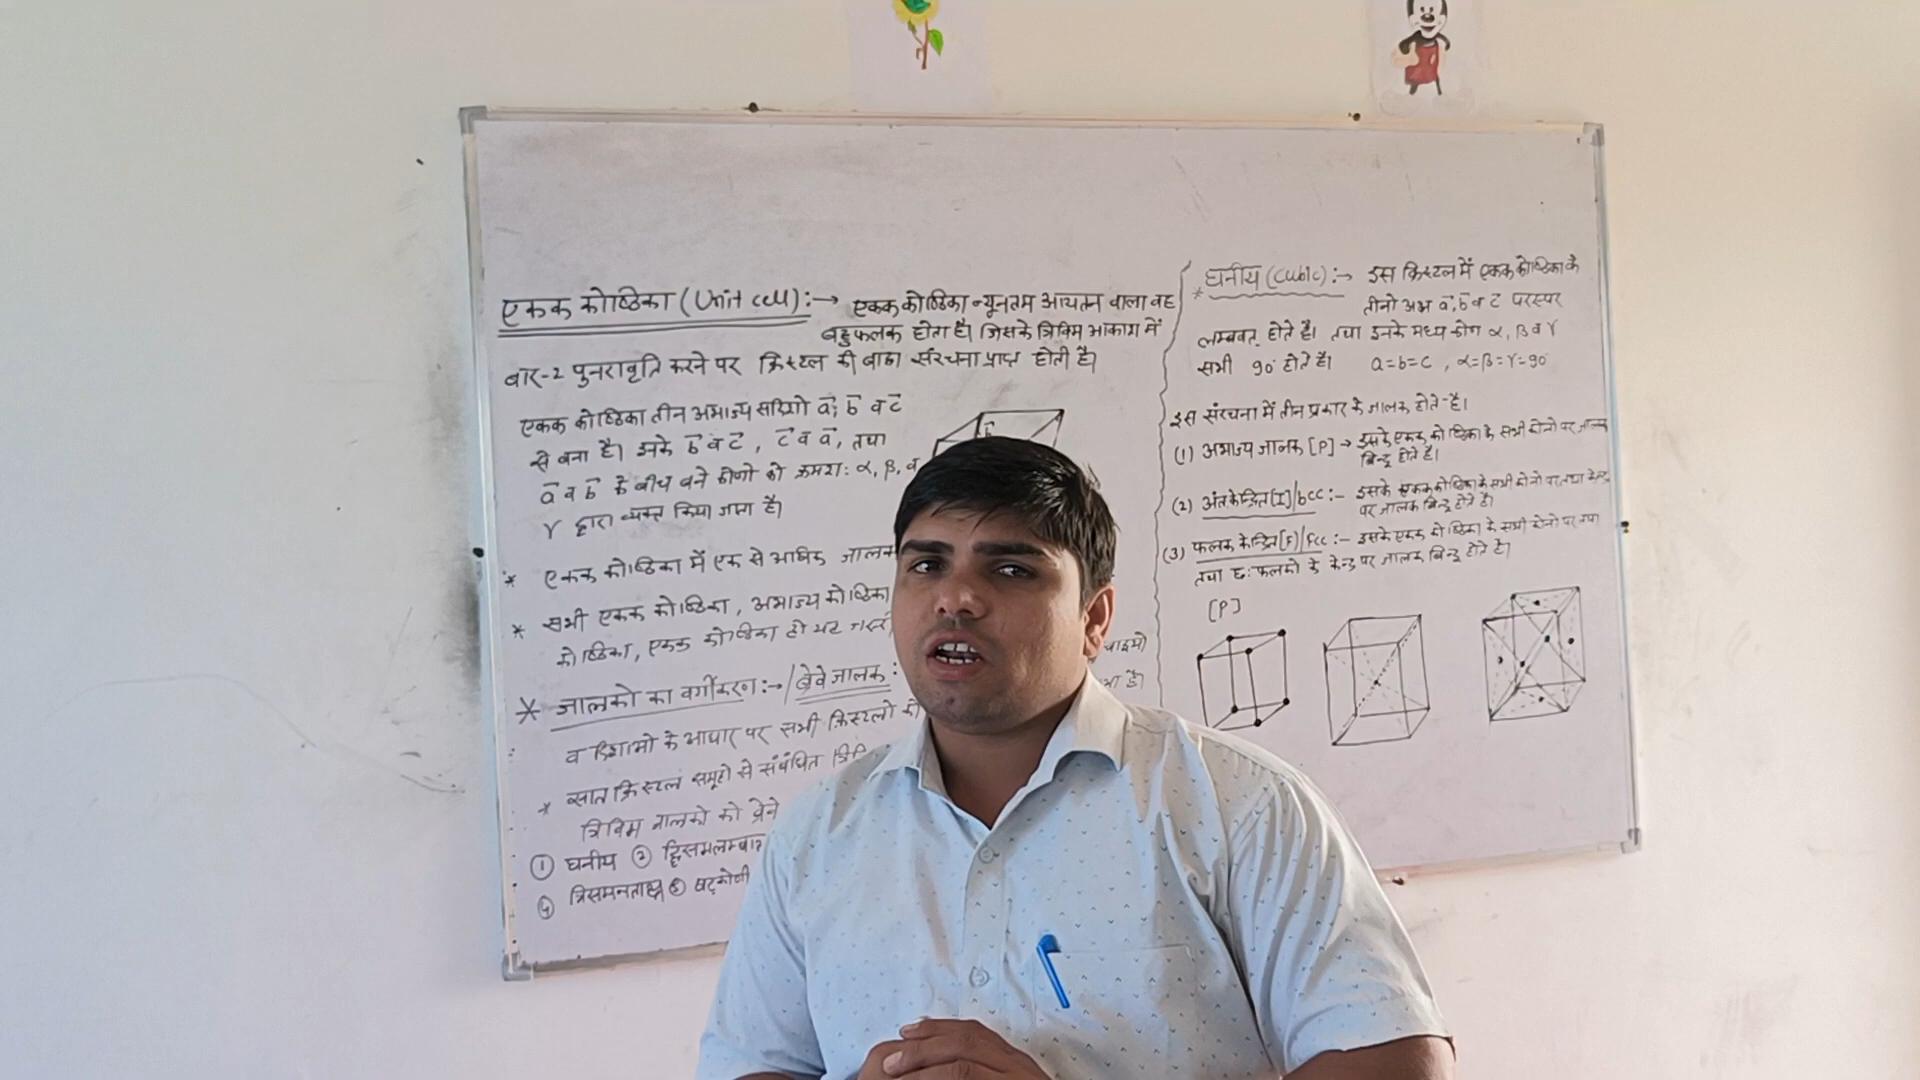 एकक कोष्ठिका (Unit cell) :→ एकक कोष्ठिका न्यूनतम आयतन वाला वह
बहुफलक होता है। जिसके त्रिविम आकाश में
बार-2 पुनरावृति करने पर क्रिस्टल की बाह्य संरचना प्राप्त होती है।
एकक कोष्ठिका तीन अभाज्य सदिशो a, b व c
से बना है। इनके b व c, c व a, तथा
a व b के बीच बने कोणो को क्रमश: α, β, व
γ द्वारा व्यक्त किया जाता है।
* एकक कोष्ठिका में एक से अधिक जालक
* सभी एकक कोष्ठिका, अभाज्य कोष्ठिका
कोष्ठिका, एकक कोष्ठिका हो यह जरूरी
* जालको का वर्गीकरण :→ / ब्रेवे जालक :
व दिशाओ के आधार पर सभी क्रिस्टलो को
* सात क्रिस्टल समूहो से संबंधित त्रिवि
त्रिविम जालको को ब्रेवे
① घनीय ② द्विसमलम्बाक्ष
④ त्रिसमनताक्ष ⑤ षट्कोणी
* घनीय (Cubic) :→ इस क्रिस्टल में एकक कोष्ठिका के
तीनो अक्ष a, b व c परस्पर
लम्बवत् होते है। तथा इनके मध्य कोण α, β व γ
सभी 90° होते है। a=b=c, α=β=γ=90°
इस संरचना में तीन प्रकार के जालक होते है।
(1) अभाज्य जालक [P] → इसके एकक कोष्ठिका के सभी कोनो पर जालक
बिन्दू होते है।
(2) अंतकेन्द्रित [I]/bcc :- इसके एकक कोष्ठिका के सभी कोनो पर तथा केन्द्र
पर जालक बिन्दू होते है।
(3) फलक केन्द्रित [F]/fcc :- इसके एकक कोष्ठिका के सभी कोनो पर तथा
तथा छ: फलको के केन्द्र पर जालक बिन्दू होते है।
[P]